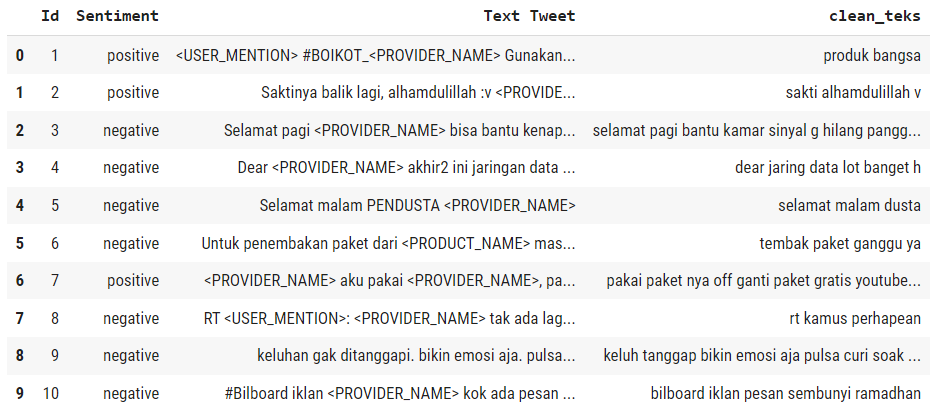 Id Sentiment Text Tweet clean_teks
0 1 positive <USER_MENTION> #BOIKOT_<PROVIDER_NAME> Gunakan... produk bangsa
1 2 positive Saktinya balik lagi, alhamdulillah :v <PROVIDE... sakti alhamdulillah v
2 3 negative Selamat pagi <PROVIDER_NAME> bisa bantu kenap... selamat pagi bantu kamar sinyal g hilang pangg...
3 4 negative Dear <PROVIDER_NAME> akhir2 ini jaringan data ... dear jaring data lot banget h
4 5 negative Selamat malam PENDUSTA <PROVIDER_NAME> selamat malam dusta
5 6 negative Untuk penembakan paket dari <PRODUCT_NAME> mas... tembak paket ganggu ya
6 7 positive <PROVIDER_NAME> aku pakai <PROVIDER_NAME>, pa... pakai paket nya off ganti paket gratis youtube...
7 8 negative RT <USER_MENTION>: <PROVIDER_NAME> tak ada lag... rt kamus perhapean
8 9 negative keluhan gak ditanggapi. bikin emosi aja. pulsa... keluh tanggap bikin emosi aja pulsa curi soak ...
9 10 negative #Bilboard iklan <PROVIDER_NAME> kok ada pesan ... bilboard iklan pesan sembunyi ramadhan